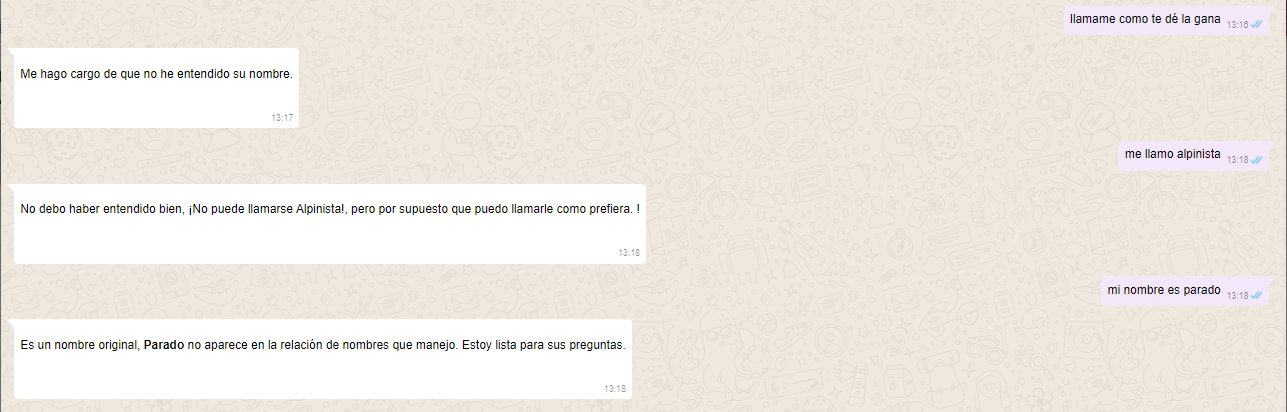 llamame como te dé la gana 13:16
Me hago cargo de que no he entendido su nombre.
13:17
me llamo alpinista 13:18
No debo haber entendido bien, ¡No puede llamarse Alpinista!, pero por supuesto que puedo llamarle como prefiera. !
13:18
mi nombre es parado 13:18
Es un nombre original, Parado no aparece en la relación de nombres que manejo. Estoy lista para sus preguntas.
13:18